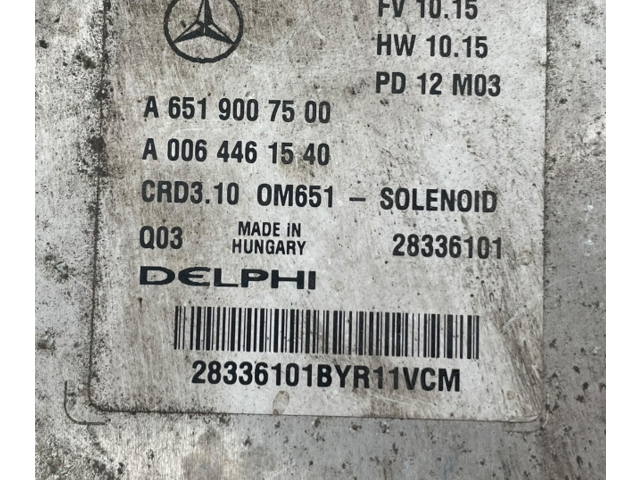 FV 10.15
HW 10.15
PD 12 M03
A 651 900 75 00
A 006 446 15 40
CRD3.10 OM651 - SOLENOID
Q03 MADE iN HUNGARY 28336101
DELPHI
28336101BYR11VCM